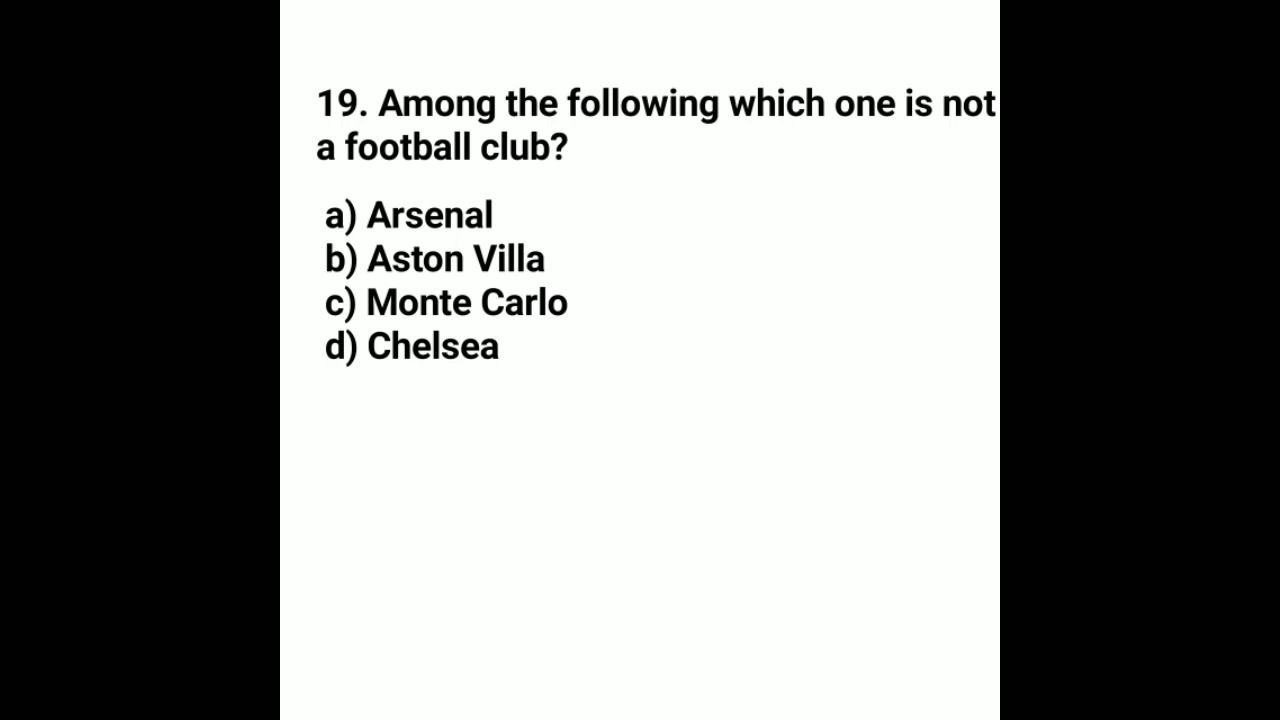 19. Among the following which one is not
a football club?
a) Arsenal
b) Aston Villa
c) Monte Carlo
d) Chelsea